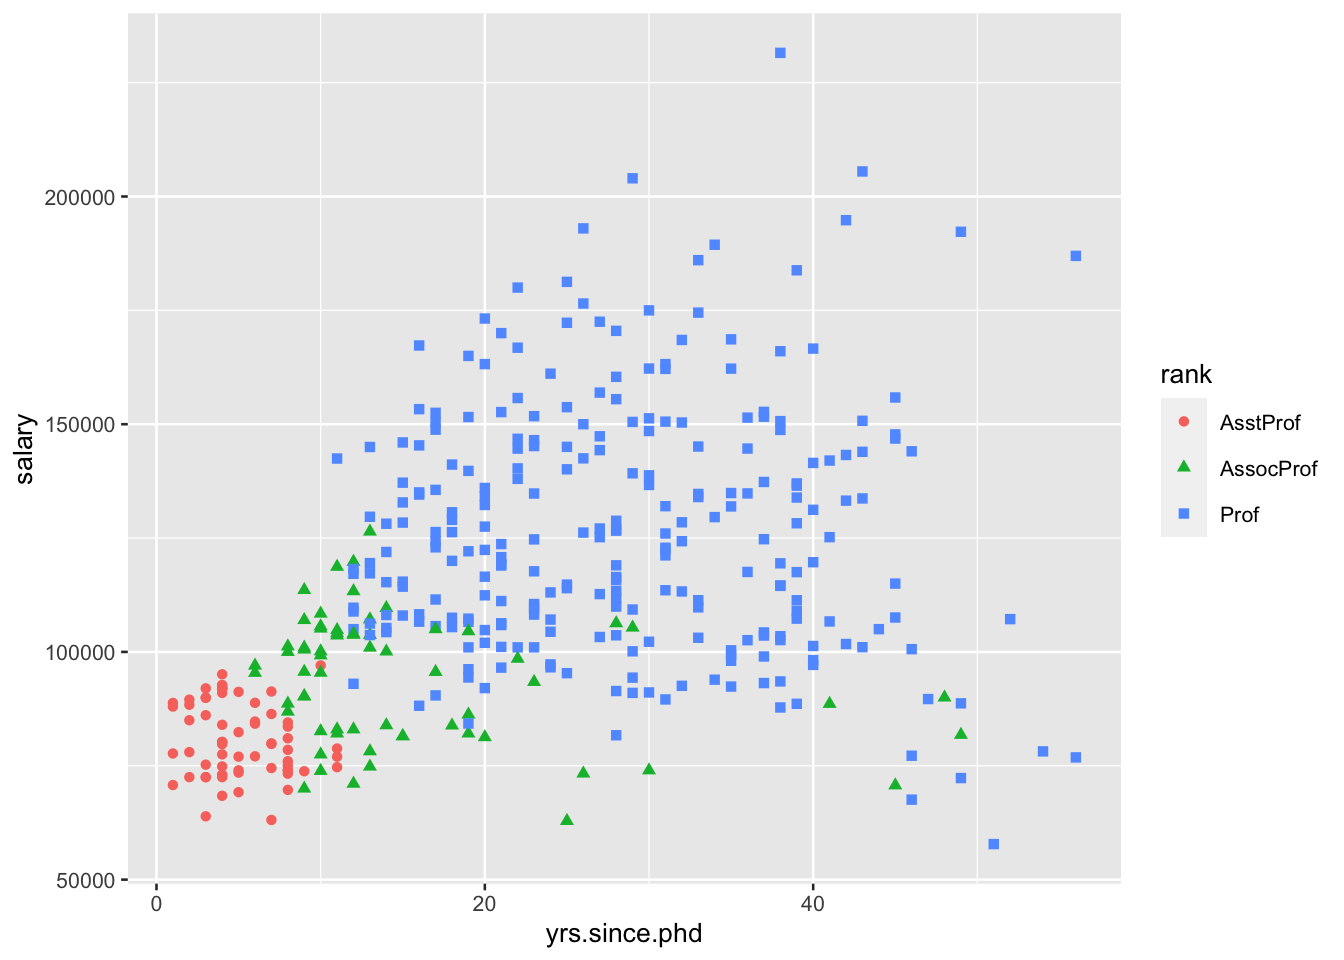 200000
150000
100000
50000
salary
0
20
40
yrs.since.phd
rank
AsstProf
AssocProf
Prof